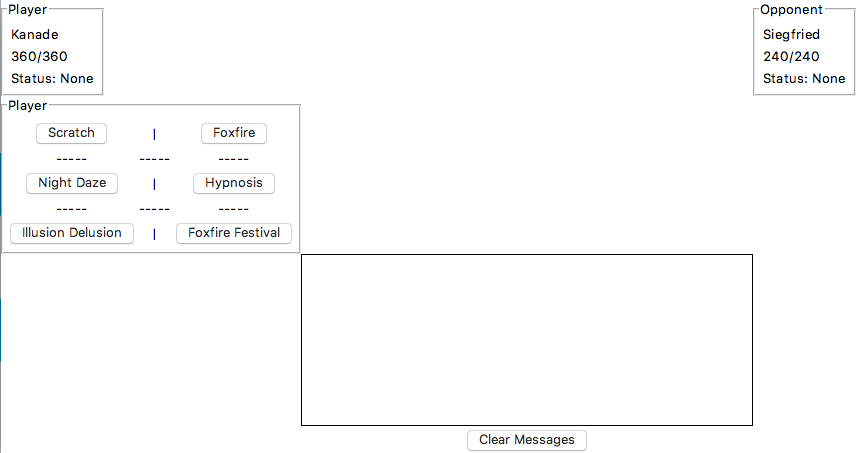 Player
Kanade
360/360
Status: None
Opponent
Siegfried
240/240
Status: None
Player
Scratch | Foxfire
----- ----- -----
Night Daze | Hypnosis
----- ----- -----
Illusion Delusion | Foxfire Festival
Clear Messages